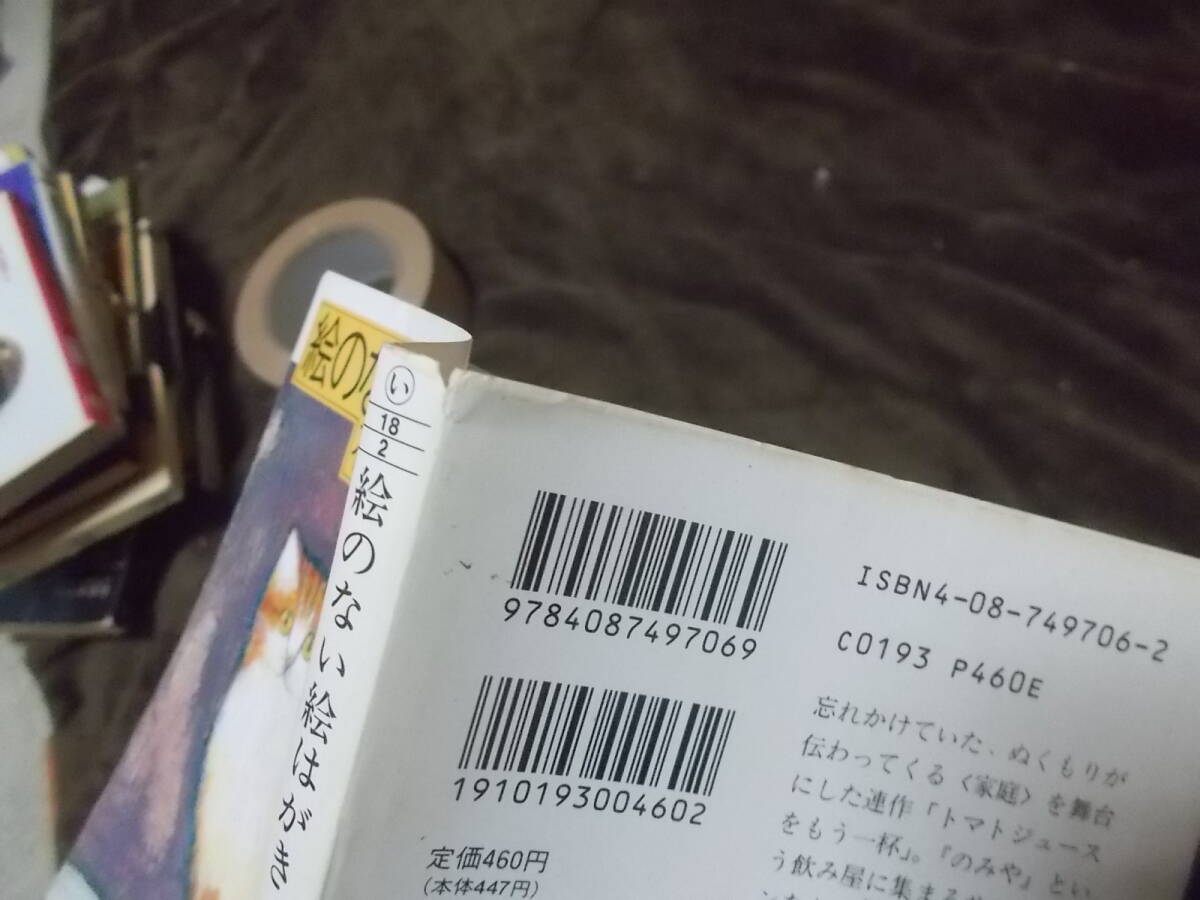 絵のな
い
18
2
絵のない絵はがき
9784087497069
ISBN4-08-749706-2
C0193 P460E
1910193004602
定価460円
(本体447円)
忘れかけていた、ぬくもりが
伝わってくる〈家庭〉を舞台
にした連作『トマトジュース
をもう一杯』。『のみや』とい
う飲み屋に集まる